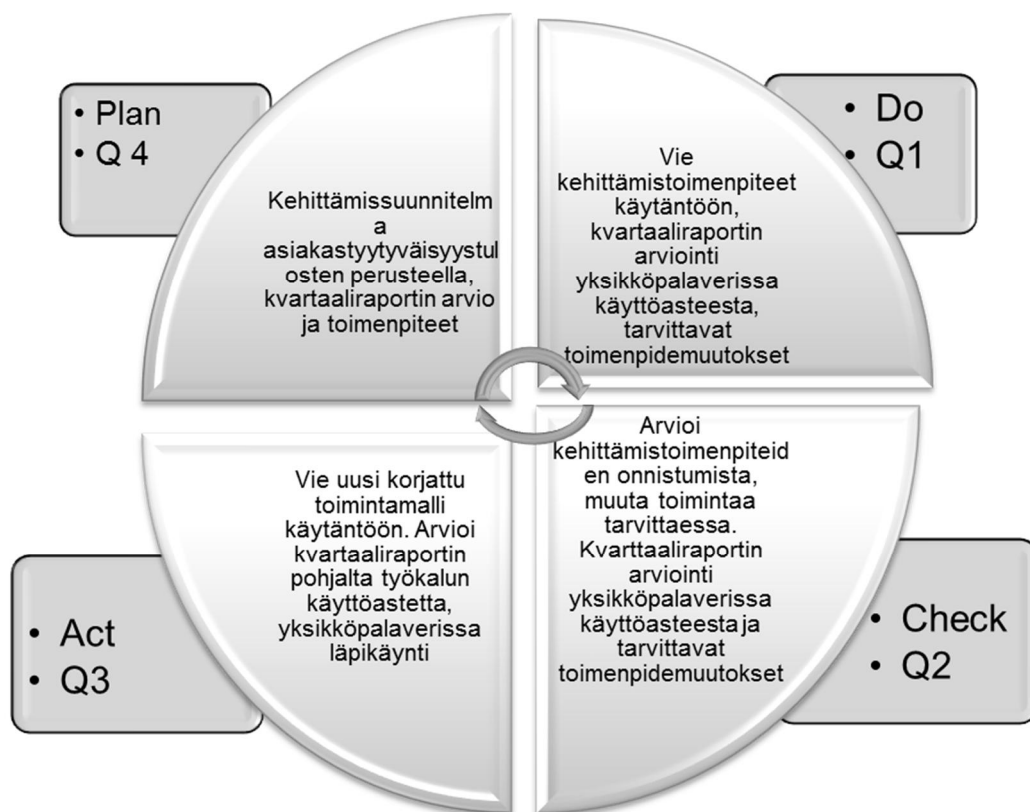 • Plan
• Q 4
Kehittämissuunnitelm
a
asiakastyytyväisyystul
osten perusteella,
kvartaaliraportin arvio
ja toimenpiteet
• Do
• Q1
Vie
kehittämistoimenpiteet
käytäntöön,
kvartaaliraportin
arviointi
yksikköpalaverissa
käyttöasteesta,
tarvittavat
toimenpidemuutokset
Arvioi
kehittämistoimenpiteid
en onnistumista,
muuta toimintaa
tarvittaessa.
Kvarttaaliraportin
arviointi
yksikköpalaverissa
käyttöasteesta ja
tarvittavat
toimenpidemuutokset
• Check
• Q2
Vie uusi korjattu
toimintamalli
käytäntöön. Arvioi
kvartaaliraportin
pohjalta työkalun
käyttöastetta,
yksikköpalaverissa
läpikäynti
• Act
• Q3